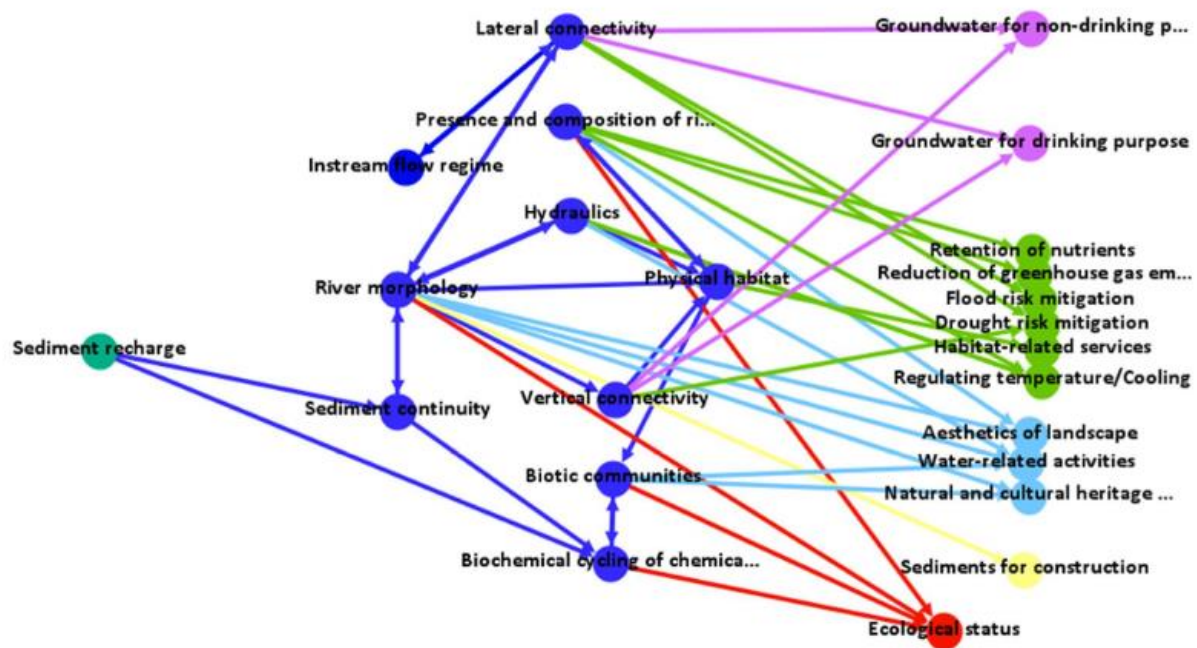 Lateral connectivity
Groundwater for non-drinking p...
Presence and composition of ri...
Groundwater for drinking purpose
Instream flow regime
Hydraulics
Retention of nutrients
Reduction of greenhouse gas em...
River morphology
Physical habitat
Flood risk mitigation
Drought risk mitigation
Sediment recharge
Habitat-related services
Regulating temperature/Cooling
Vertical connectivity
Sediment continuity
Aesthetics of landscape
Water-related activities
Biotic communities
Natural and cultural heritage ...
Biochemical cycling of chemica...
Sediments for construction
Ecological status